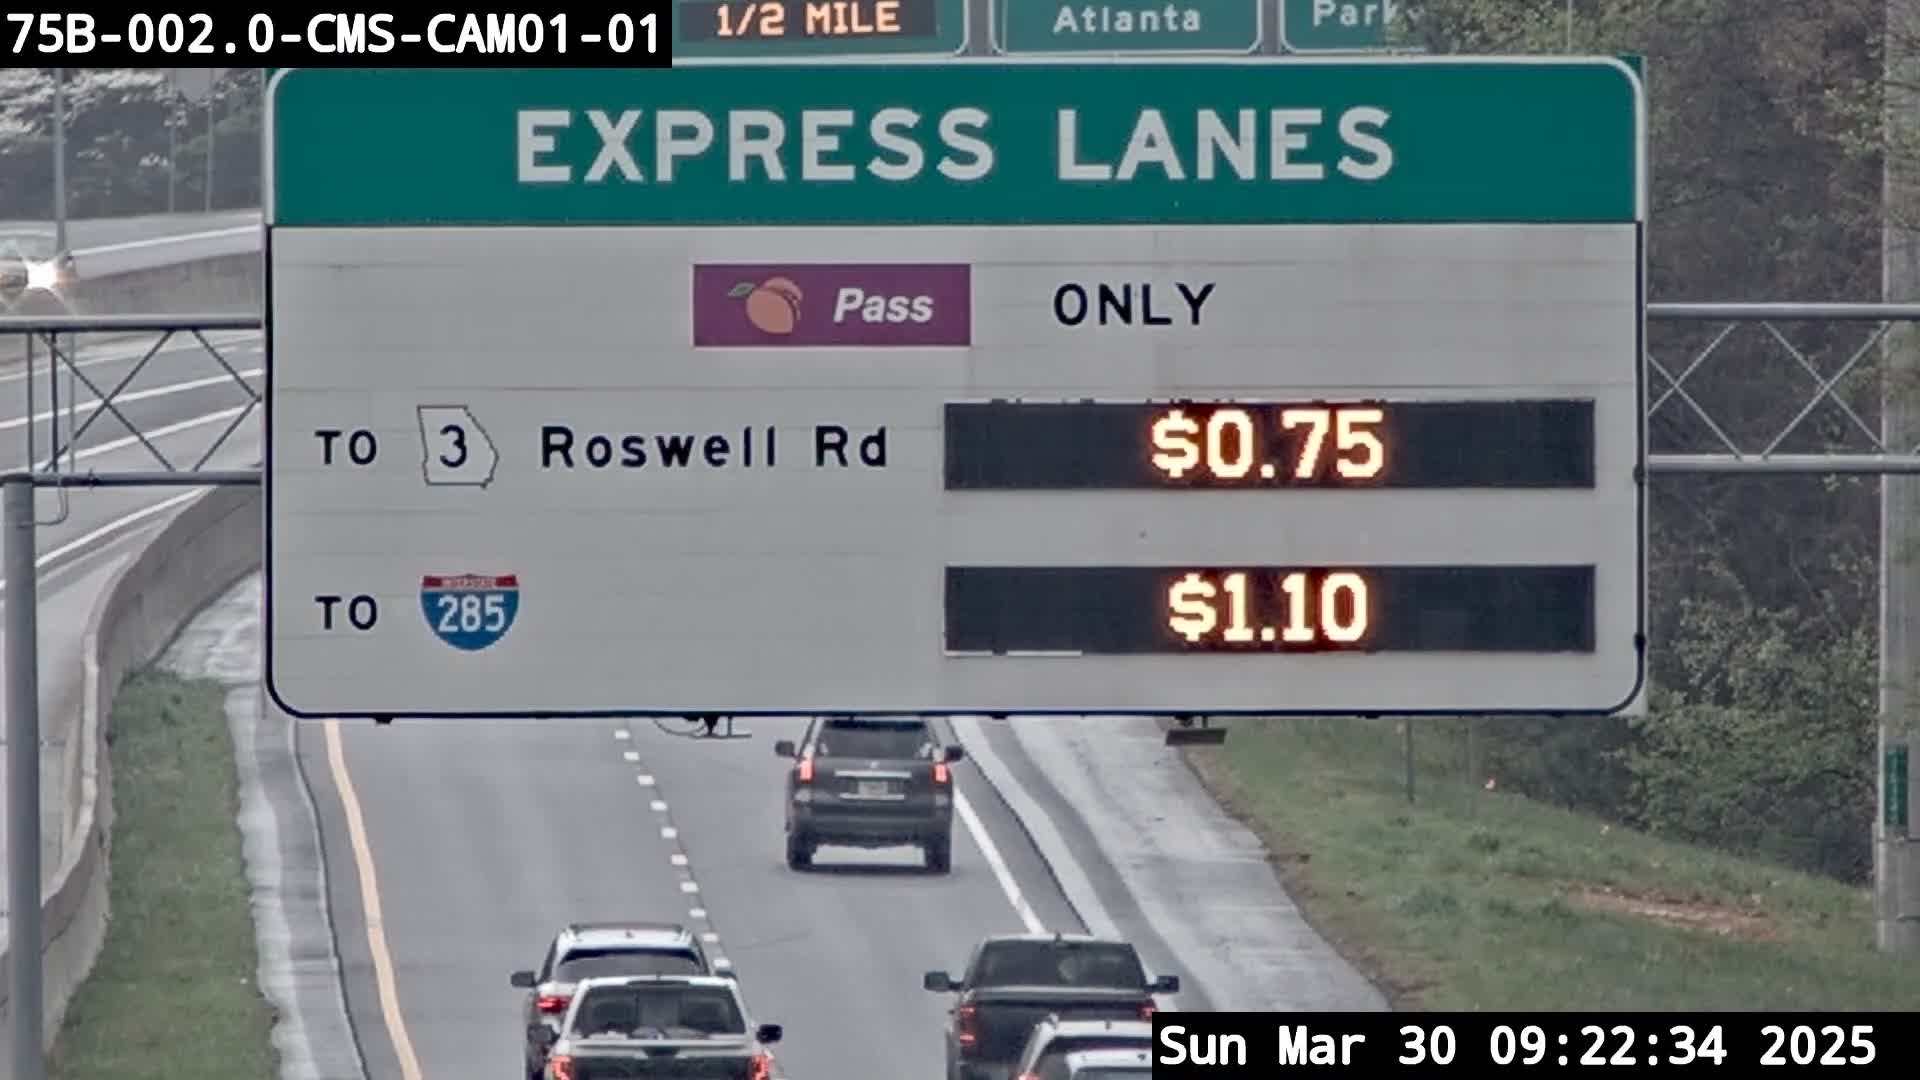 75B-002.0-CMS-CAM01-01
1/2 MILE
Atlanta
Park
EXPRESS LANES
Pass ONLY
TO 3 Roswell Rd $0.75
TO 285 $1.10
Sun Mar 30 09:22:34 2025